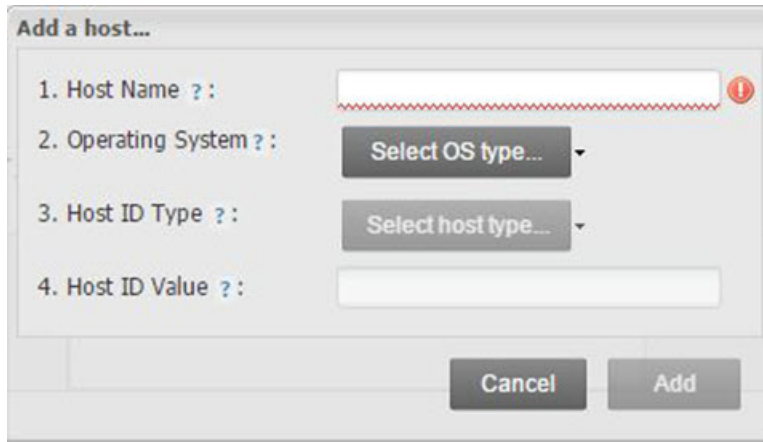 Add a host...
1. Host Name ? :
2. Operating System ? :
Select OS type...
3. Host ID Type ? :
Select host type...
4. Host ID Value ? :
Cancel
Add